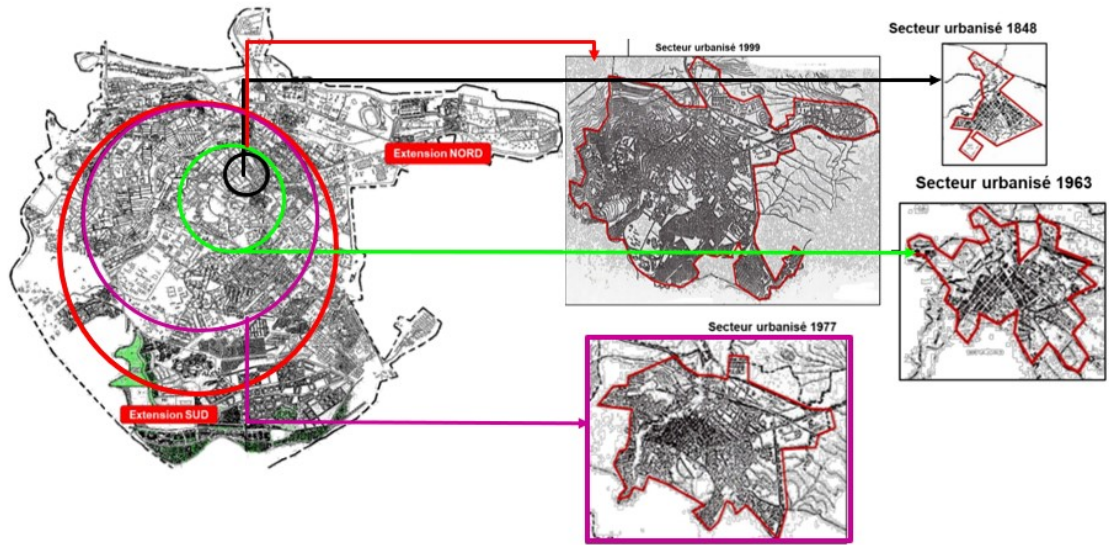 Secteur urbanisé 1848
Secteur urbanisé 1999
Extension NORD
Secteur urbanisé 1963
Secteur urbanisé 1977
Extension SUD